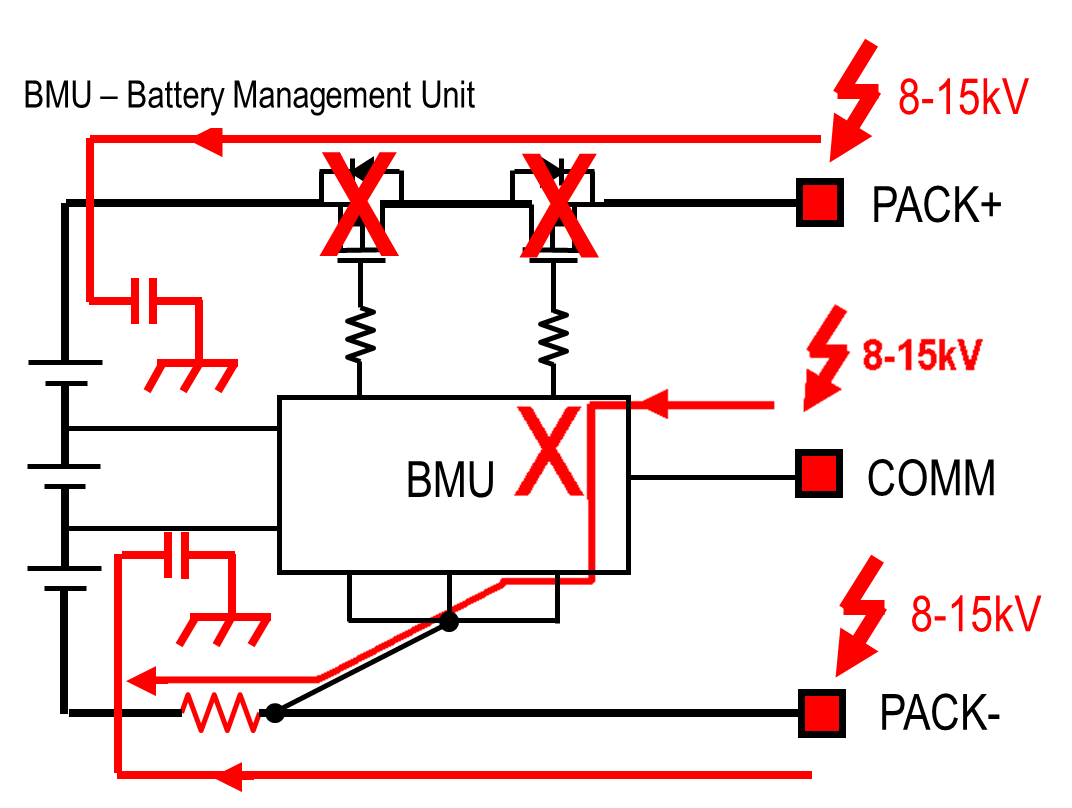 BMU – Battery Management Unit
8-15kV
PACK+
8-15kV
BMU
COMM
8-15kV
PACK-